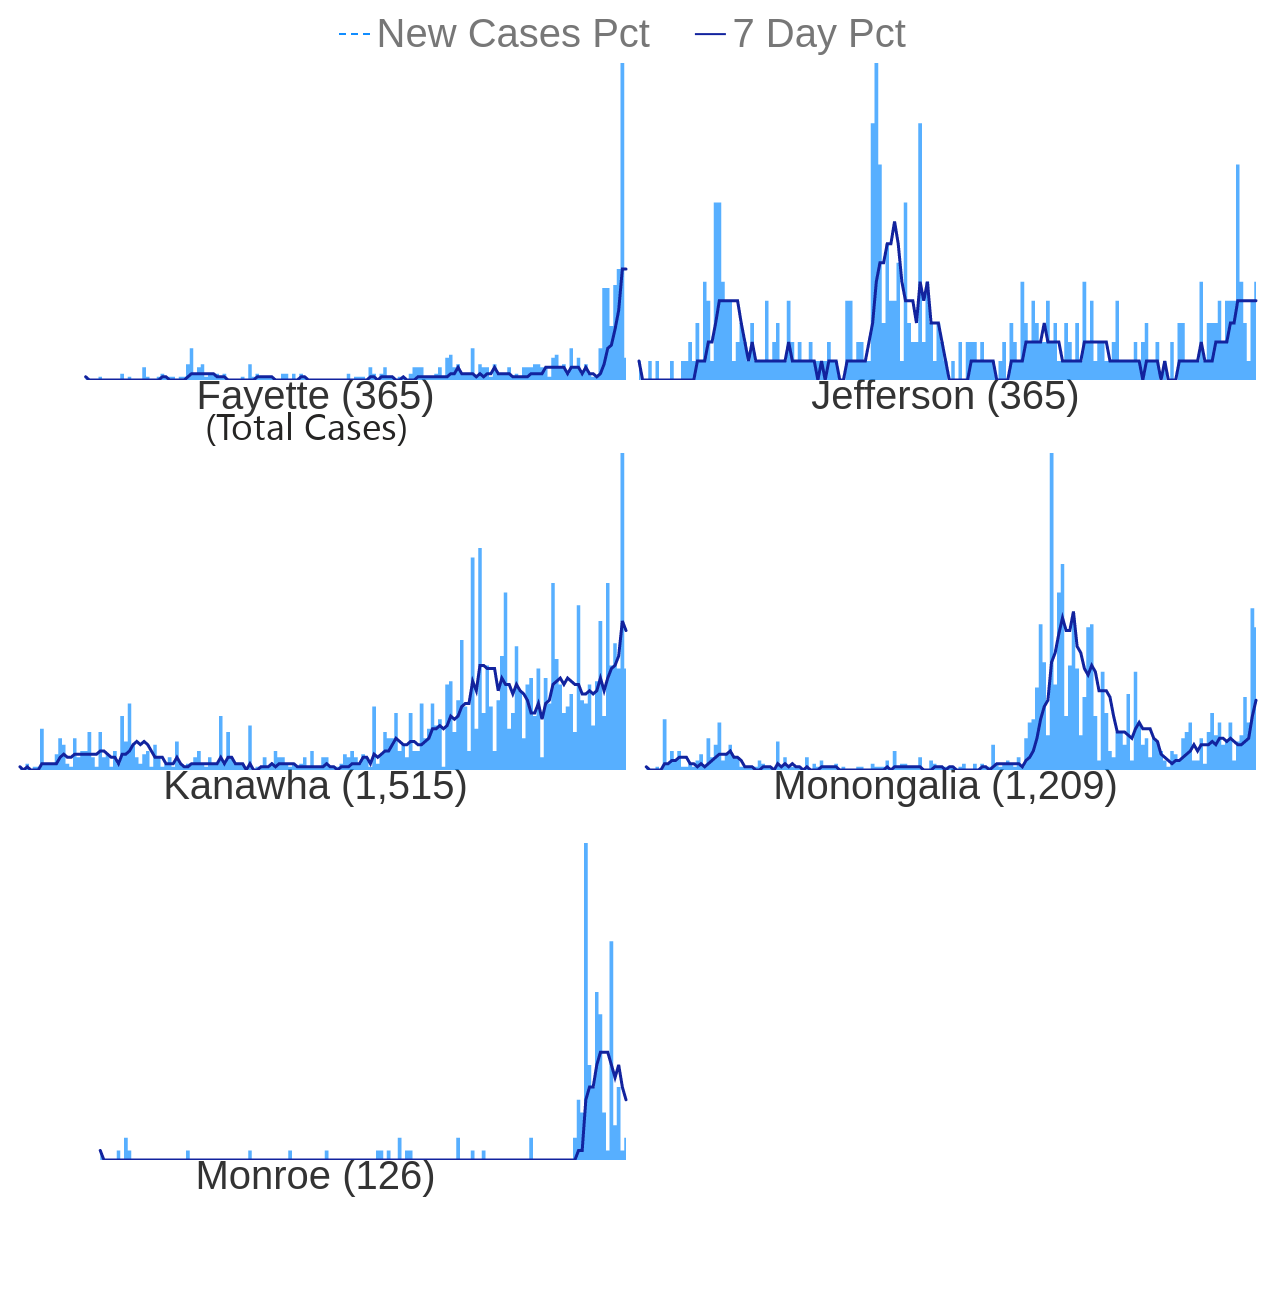 New Cases Pct 7 Day Pct
Fayette (365) Jefferson (365)
(Total Cases)
Kanawha (1,515) Monongalia (1,209)
Monroe (126)